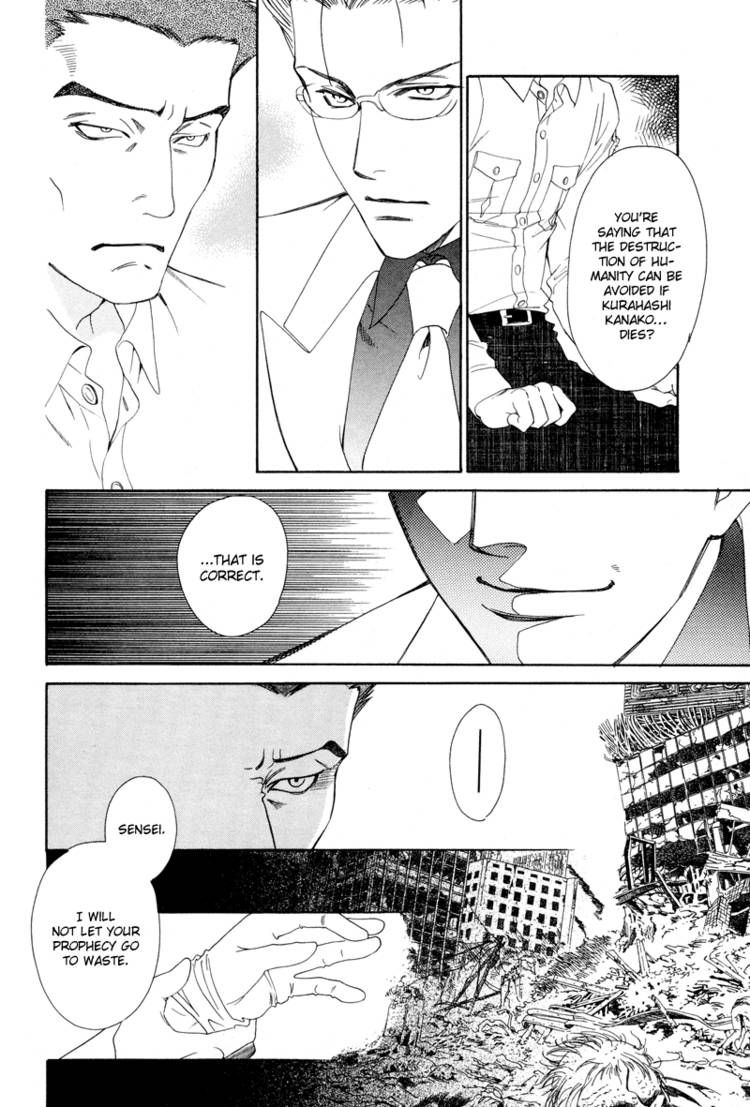 YOU'RE
SAYING THAT
THE DESTRUC-
TION OF HU-
MANITY CAN BE
AVOIDED IF
KURAHASHI
KANAKO...
DIES?
...THAT IS
CORRECT.
SENSEI.
I WILL
NOT LET YOUR
PROPHECY GO
TO WASTE.